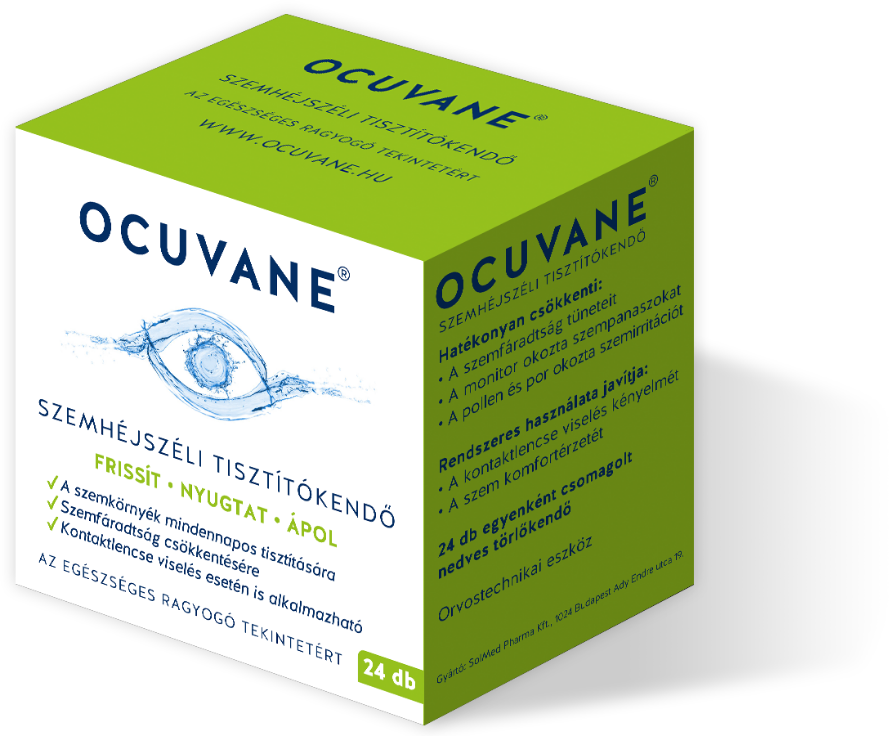 OCUVANE®
SZEMHÉJSZÉLI TISZTÍTÓKENDŐ
AZ EGÉSZSÉGES RAGYOGÓ TEKINTETÉRT
WWW.OCUVANE.HU
OCUVANE®
SZEMHÉJSZÉLI TISZTÍTÓKENDŐ
FRISSÍT • NYUGTAT • ÁPOL
✓A szemkörnyék mindennapos tisztítására
✓Szemfáradtság csökkentésére
✓Kontaktlencse viselés esetén is alkalmazható
AZ EGÉSZSÉGES RAGYOGÓ TEKINTETÉRT
24 db
OCUVANE®
SZEMHÉJSZÉLI TISZTÍTÓKENDŐ
Hatékonyan csökkenti:
• A szemfáradtság tüneteit
• A monitor okozta szempanaszokat
• A pollen és por okozta szemirritációt
Rendszeres használata javítja:
• A kontaktlencse viselés kényelmét
• A szem komfortérzetét
24 db egyenként csomagolt
nedves törlőkendő
Orvostechnikai eszköz
Gyártó: SolMed Pharma Kft., 1024 Budapest Ady Endre utca 19.